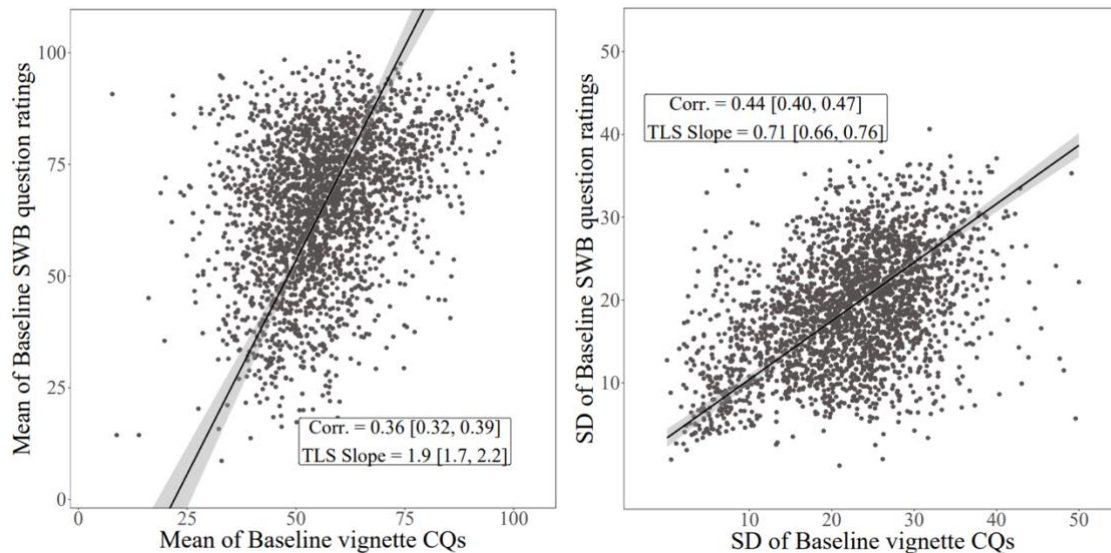 Mean of Baseline SWB question ratings
100
75
50
25
0
Corr. = 0.36 [0.32, 0.39]
TLS Slope = 1.9 [1.7, 2.2]
0 25 50 75 100
Mean of Baseline vignette CQs
SD of Baseline SWB question ratings
50
40
30
20
10
Corr. = 0.44 [0.40, 0.47]
TLS Slope = 0.71 [0.66, 0.76]
10 20 30 40 50
SD of Baseline vignette CQs